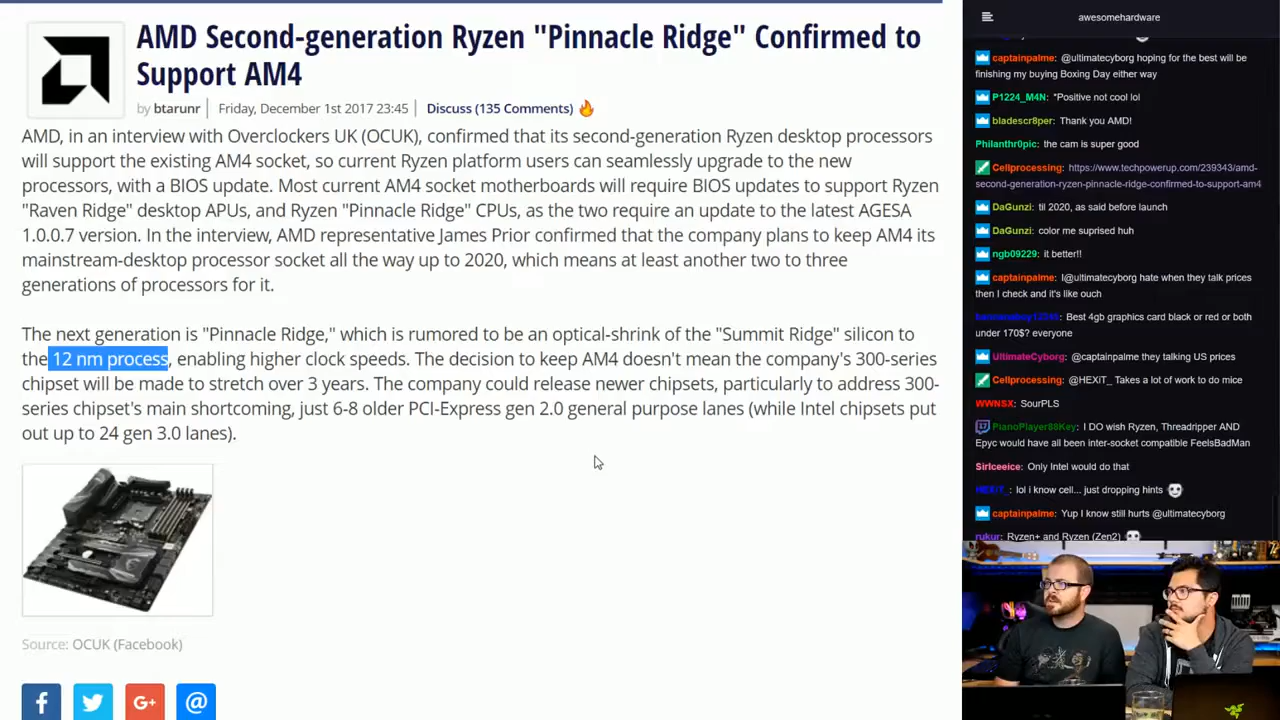 AMD Second-generation Ryzen "Pinnacle Ridge" Confirmed to
Support AM4
by btarunr
Friday, December 1st 2017 23:45
Discuss (135 Comments)
AMD, in an interview with Overclockers UK (OCUK), confirmed that its second-generation Ryzen desktop processors
will support the existing AM4 socket, so current Ryzen platform users can seamlessly upgrade to the new
processors, with a BIOS update. Most current AM4 socket motherboards will require BIOS updates to support Ryzen
"Raven Ridge" desktop APUs, and Ryzen "Pinnacle Ridge" CPUs, as the two require an update to the latest AGESA
1.0.0.7 version. In the interview, AMD representative James Prior confirmed that the company plans to keep AM4 its
mainstream-desktop processor socket all the way up to 2020, which means at least another two to three
generations of processors for it.
The next generation is "Pinnacle Ridge," which is rumored to be an optical-shrink of the "Summit Ridge" silicon to
the 12 nm process, enabling higher clock speeds. The decision to keep AM4 doesn't mean the company's 300-series
chipset will be made to stretch over 3 years. The company could release newer chipsets, particularly to address 300-
series chipset's main shortcoming, just 6-8 older PCI-Express gen 2.0 general purpose lanes (while Intel chipsets put
out up to 24 gen 3.0 lanes).
Source: OCUK (Facebook)
f
G+
@
awesomehardware
captainpalme: @ultimatecyborg hoping for the best will be
finishing my buying Boxing Day either way
P1224_M4N: *Positive not cool lol
bladescr8per: Thank you AMD!
Philanthr0pic: the cam is super good
Cellprocessing: https://www.techpowerup.com/239343/amd-
second-generation-ryzen-pinnacle-ridge-confirmed-to-support-am4
DaGunzi: til 2020, as said before launch
DaGunzi: color me suprised huh
ngb09229: it better!!
captainpalme: I@ultimatecyborg hate when they talk prices
then I check and it's like ouch
Best 4gb graphics card black or red or both
under 170$? everyone
UltimateCyborg: @captainpalme they talking US prices
Cellprocessing: @HEXiT_ Takes a lot of work to do mice
WWNSX: SourPLS
PianoPlayer88Key: I DO wish Ryzen, Threadripper AND
Epyc would have all been inter-socket compatible FeelsBadMan
SirIceeice: Only Intel would do that
HEXiT_: lol i know cell... just dropping hints
captainpalme: Yup I know still hurts @ultimatecyborg
rukur: Ryzen+ and Ryzen (Zen2)